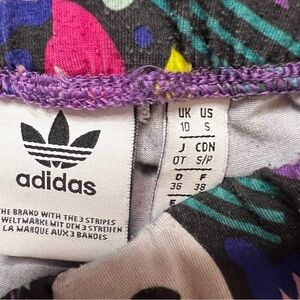 adidas
THE BRAND WITH THE 3 STRIPES
WELTMARKE MIT DEN 3 STREIFEN
LA MARQUE AUX 3 BANDES
UK US
10 S
J CDN
OT S/P
D F
36 38